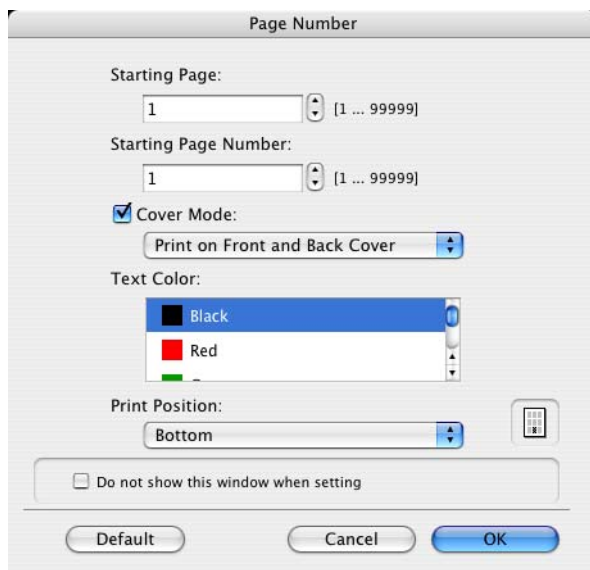 Page Number
Starting Page:
1 [1 ... 99999]
Starting Page Number:
1 [1 ... 99999]
Cover Mode:
Print on Front and Back Cover
Text Color:
Black
Red
Print Position:
Bottom
Do not show this window when setting
Default Cancel OK